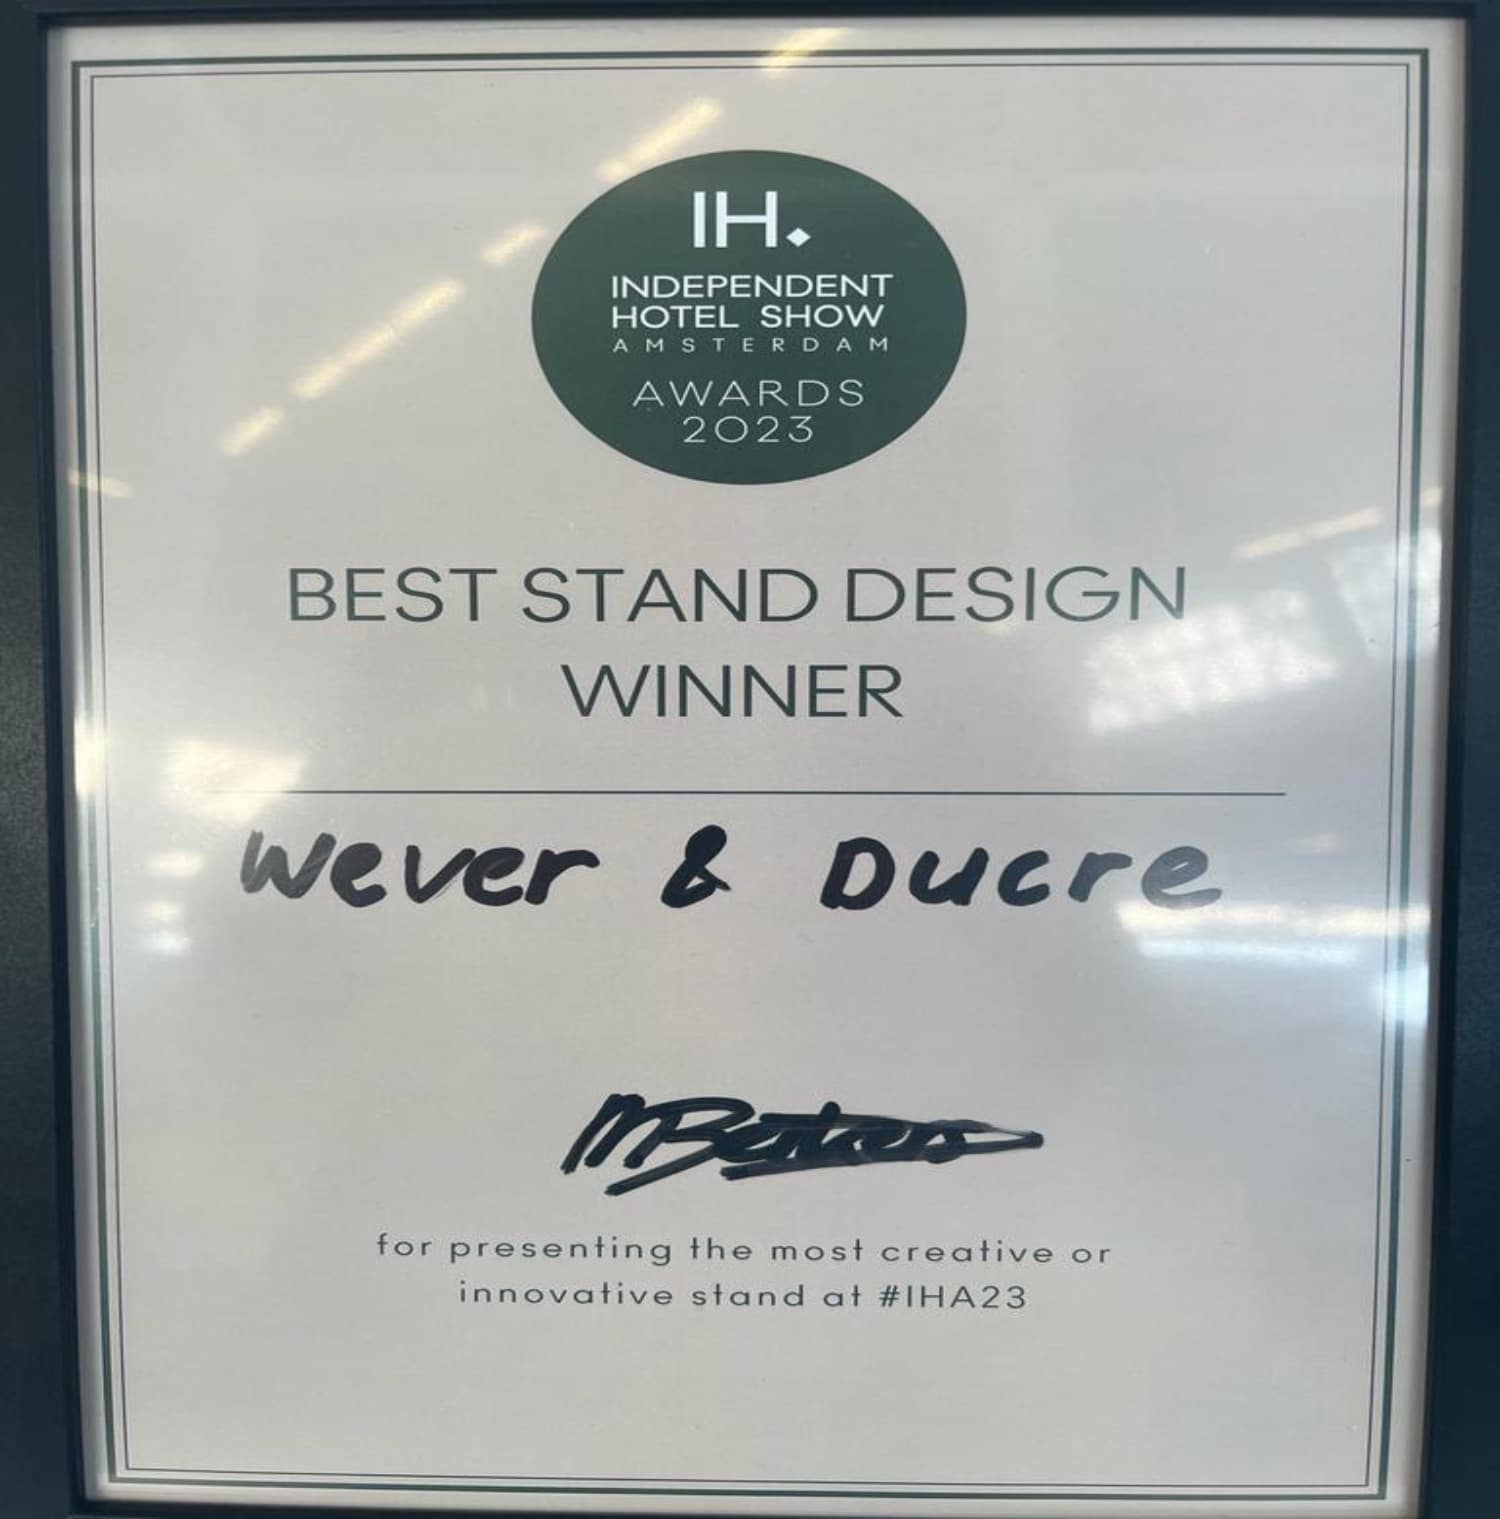 IH.
INDEPENDENT
HOTEL SHOW
AMSTERDAM
AWARDS
2023
BEST STAND DESIGN
WINNER
Wever & Ducre
for presenting the most creative or
innovative stand at #IHA23